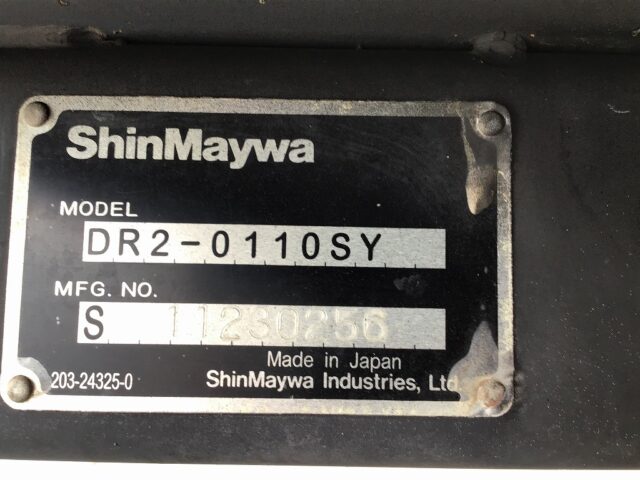 ShinMaywa
MODEL
DR2-0110SY
MFG. NO.
S 11230256
Made in Japan
203-24325-0 ShinMaywa Industries, Ltd